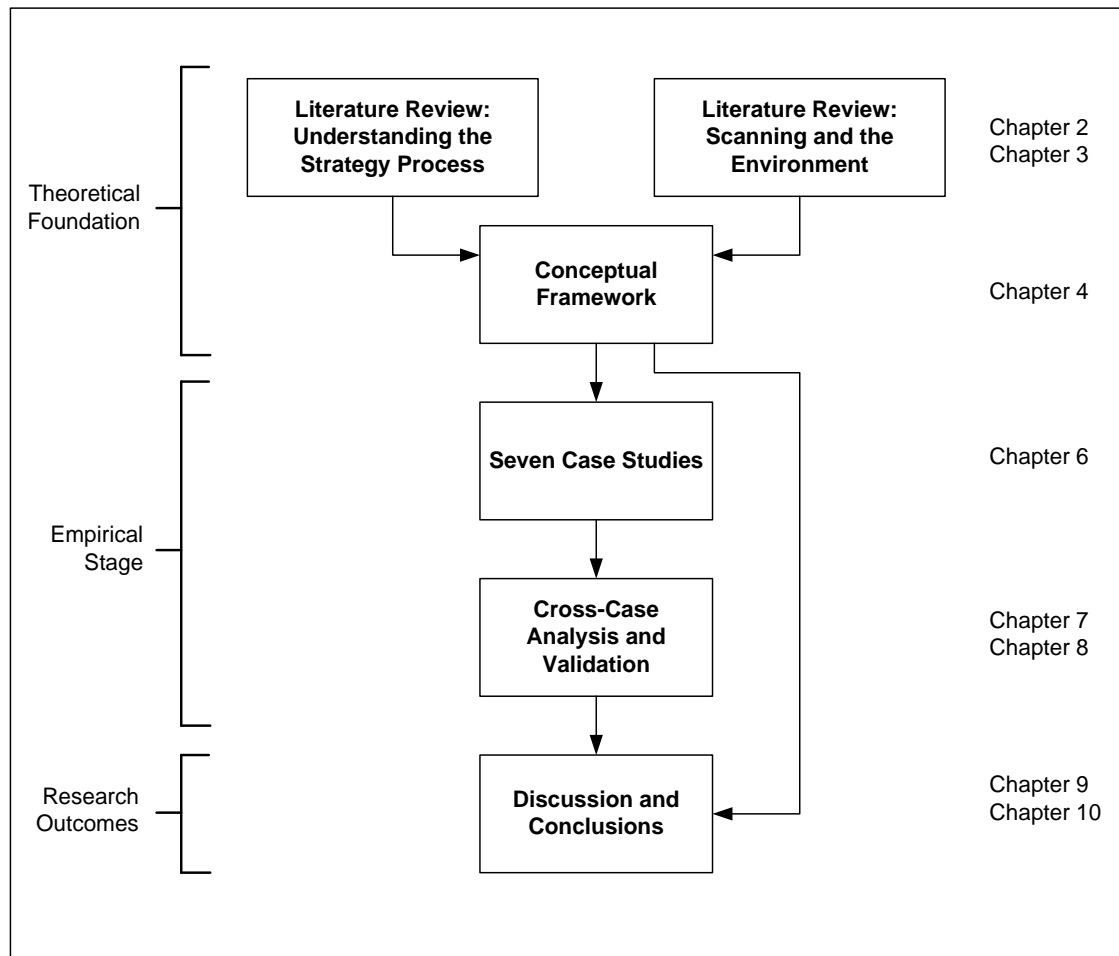 Literature Review:
Understanding the
Strategy Process
Literature Review:
Scanning and the
Environment
Chapter 2
Chapter 3
Theoretical
Foundation
Conceptual
Framework
Chapter 4
Seven Case Studies
Chapter 6
Empirical
Stage
Cross-Case
Analysis and
Validation
Chapter 7
Chapter 8
Research
Outcomes
Discussion and
Conclusions
Chapter 9
Chapter 10